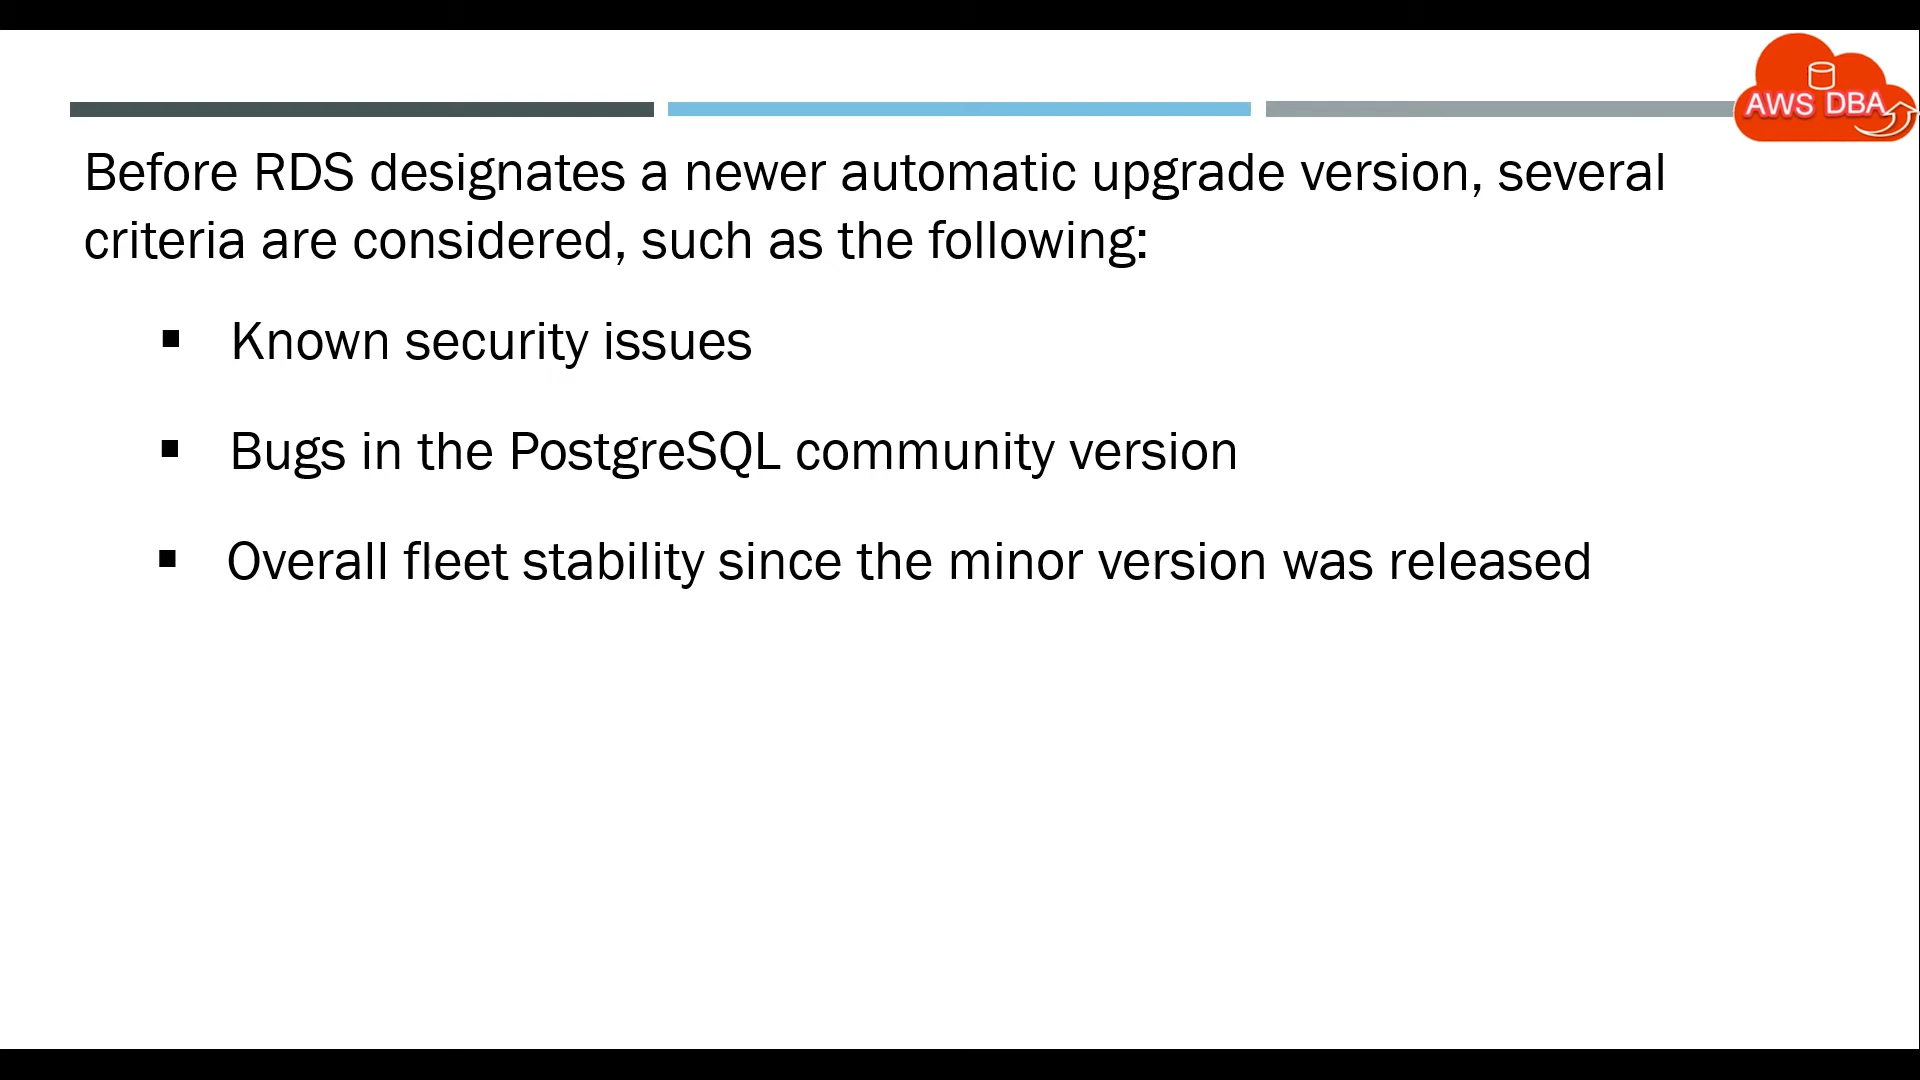 AWS DBA
Before RDS designates a newer automatic upgrade version, several
criteria are considered, such as the following:
▪ Known security issues
▪ Bugs in the PostgreSQL community version
▪ Overall fleet stability since the minor version was released